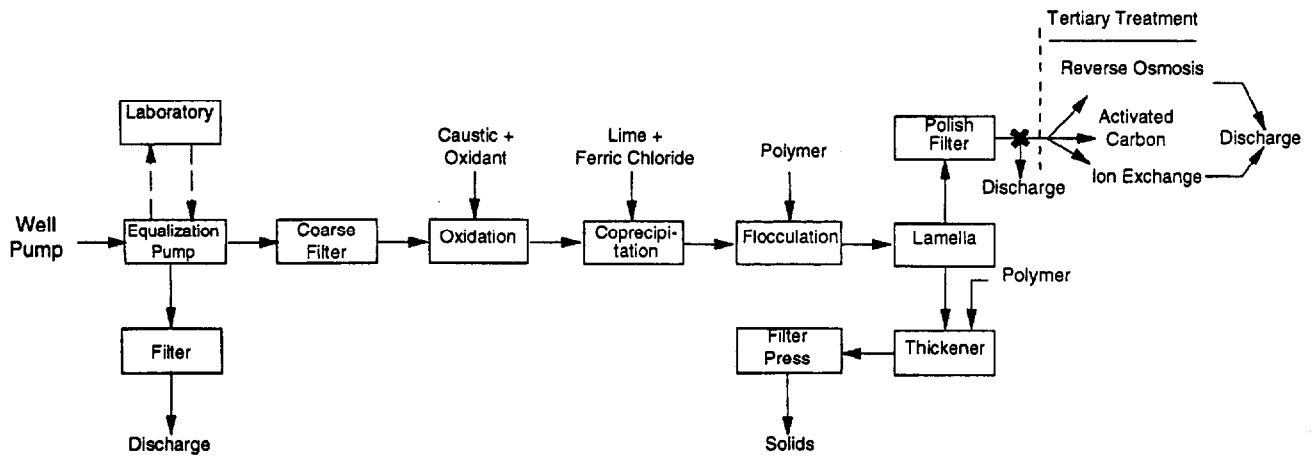 Tertiary Treatment
Reverse Osmosis
Laboratory
Caustic +
Oxidant
Lime +
Ferric Chloride
Polymer
Polish
Filter
Activated
Carbon
Discharge
Ion Exchange
Discharge
Well
Pump
Equalization
Pump
Coarse
Filter
Oxidation
Coprecipi-
tation
Flocculation
Lamella
Polymer
Filter
Filter
Press
Thickener
Discharge
Solids